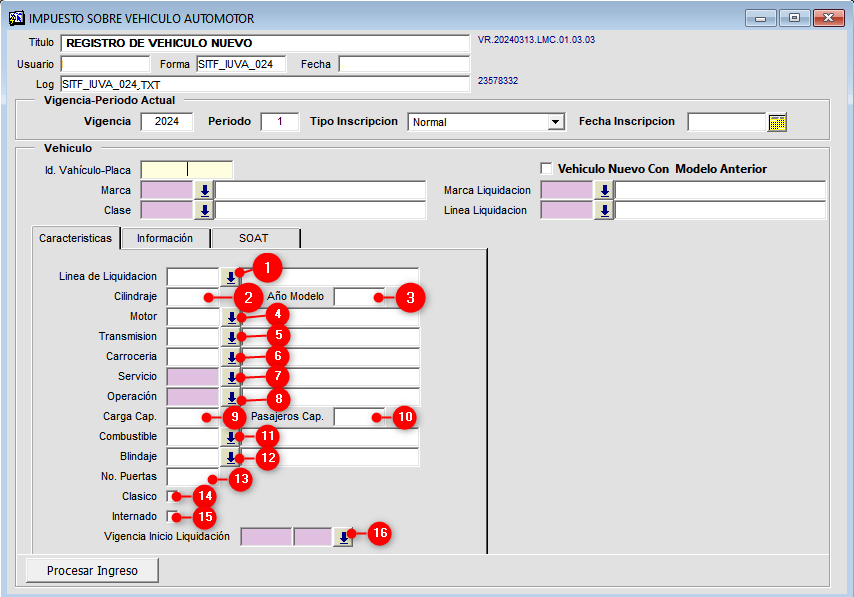 IMPUESTO SOBRE VEHICULO AUTOMOTOR
Titulo REGISTRO DE VEHICULO NUEVO VR.20240313.LMC.01.03.03
Usuario Forma SITF_IUVA_024 Fecha
Log SITF_IUVA_024_TXT 23578332
Vigencia-Periodo Actual
Vigencia 2024 Periodo 1 Tipo Inscripcion Normal Fecha Inscripcion
Vehiculo
Id. Vahículo-Placa Vehiculo Nuevo Con Modelo Anterior
Marca Marca Liquidacion
Clase Linea Liquidacion
Caracteristicas Información SOAT
Linea de Liquidacion 1
Cilindraje 2 Año Modelo 3
Motor 4
Transmision 5
Carroceria 6
Servicio 7
Operación 8
Carga Cap. 9 Pasajeros Cap. 10
Combustible 11
Blindaje 12
No. Puertas 13
Clasico 14
Internado 15
Vigencia Inicio Liquidación 16
Procesar Ingreso